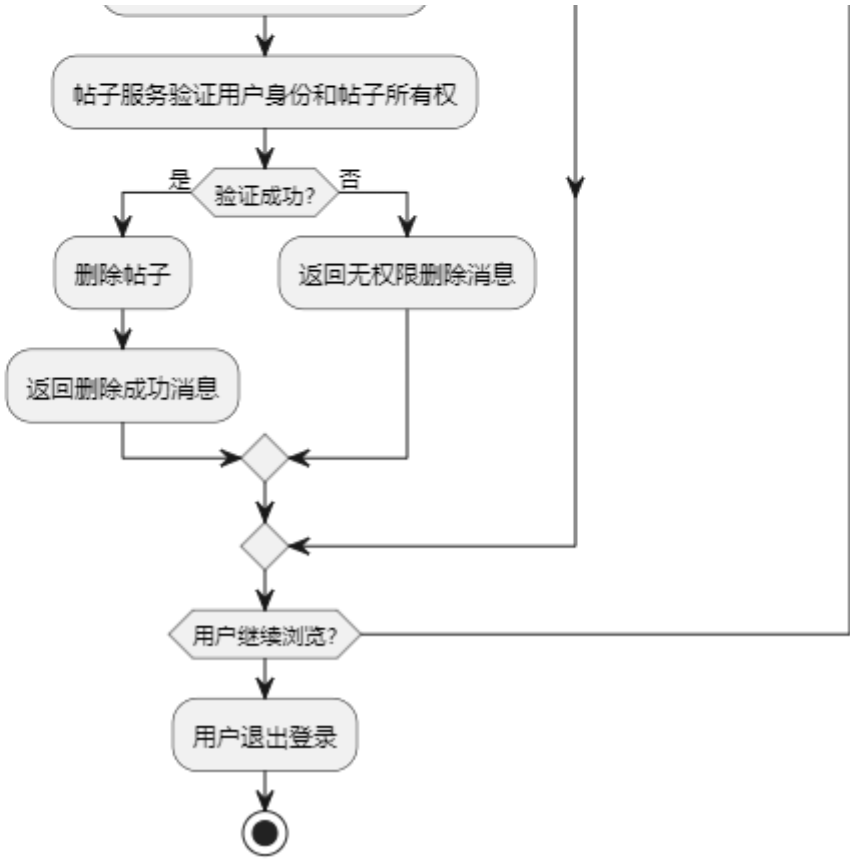 帖子服务验证用户身份和帖子所有权
是
验证成功?
否
删除帖子
返回无权限删除消息
返回删除成功消息
用户继续浏览?
用户退出登录